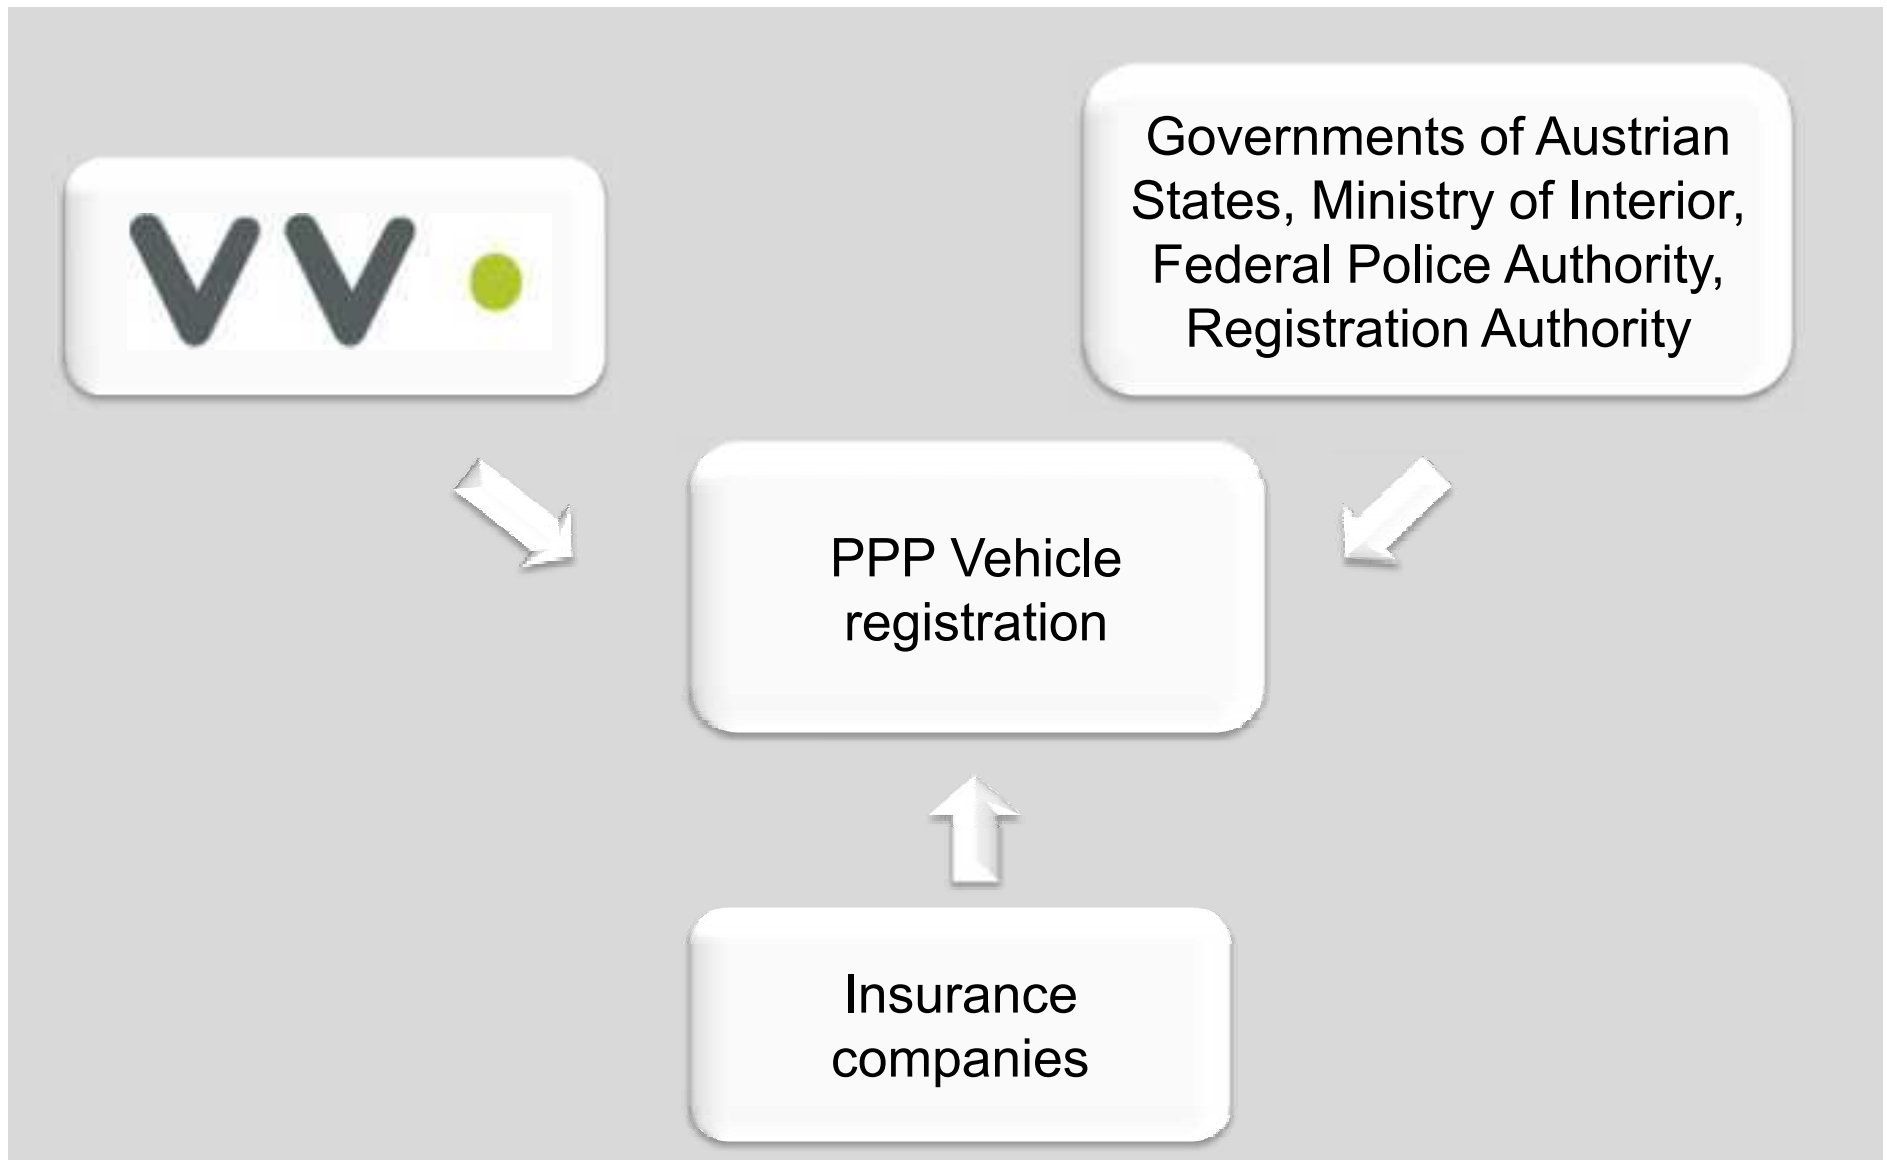 VV
Governments of Austrian
States, Ministry of Interior,
Federal Police Authority,
Registration Authority
PPP Vehicle
registration
Insurance
companies